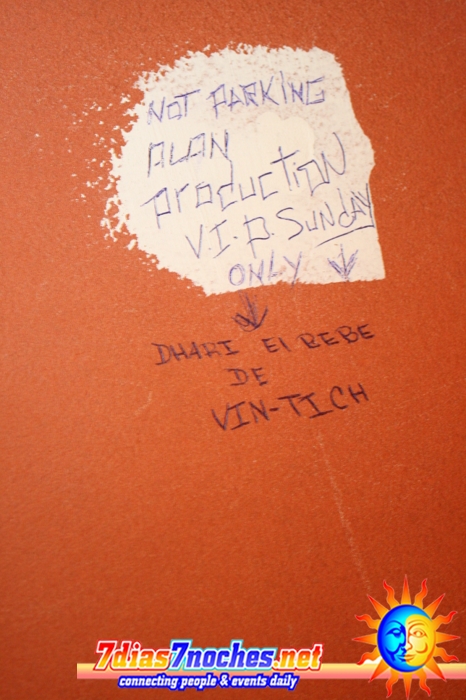 NOT PARKING
ALAN
production
V.I.P. SUNdAY
ONLY
DHARI El BEBE
DE
VIN-TICH
7dias7noches.net
connecting people & events daily